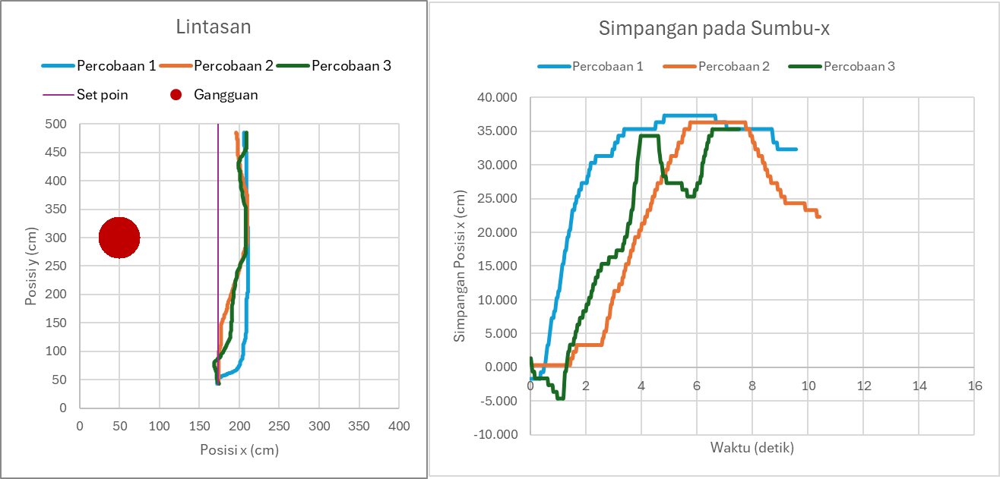 Lintasan
Percobaan 1 Percobaan 2 Percobaan 3
Set poin Gangguan
500
450
400
350
300
250
200
150
100
50
0
Posisi y (cm)
0 50 100 150 200 250 300 350 400
Posisi x (cm)
Simpangan pada Sumbu-x
Percobaan 1 Percobaan 2 Percobaan 3
40.000
35.000
30.000
25.000
20.000
15.000
10.000
5.000
0.000
-5.000
-10.000
Simpangan Posisi x (cm)
0 2 4 6 8 10 12 14 16
Waktu (detik)